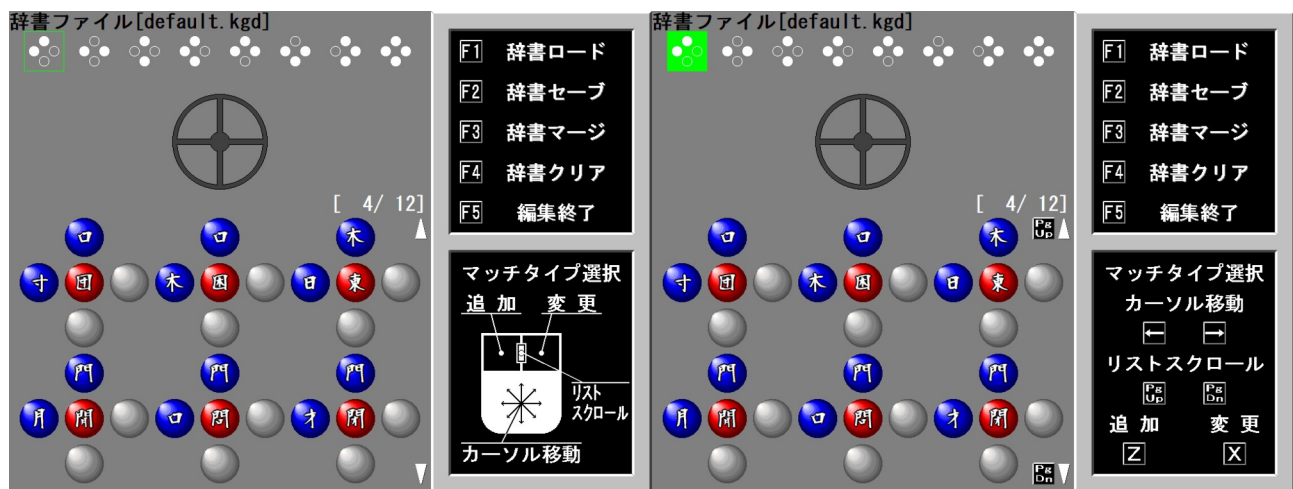 辞書ファイル[default.kgd]
F1 辞書ロード
F2 辞書セーブ
F3 辞書マージ
F4 辞書クリア
F5 編集終了
[ 4/ 12]
口 口 木
寸 団 木 困 日 東
門 門 門
月 閒 口 問 才 閉
マッチタイプ選択
追 加 変 更
リスト
スクロール
カーソル移動
辞書ファイル[default.kgd]
F1 辞書ロード
F2 辞書セーブ
F3 辞書マージ
F4 辞書クリア
F5 編集終了
[ 4/ 12]
口 口 木 Pg Up
寸 団 木 困 日 東
門 門 門
月 閒 口 問 才 閉
Pg Dn
マッチタイプ選択
カーソル移動
← →
リストスクロール
Pg Up Pg Dn
追 加 変 更
Z X